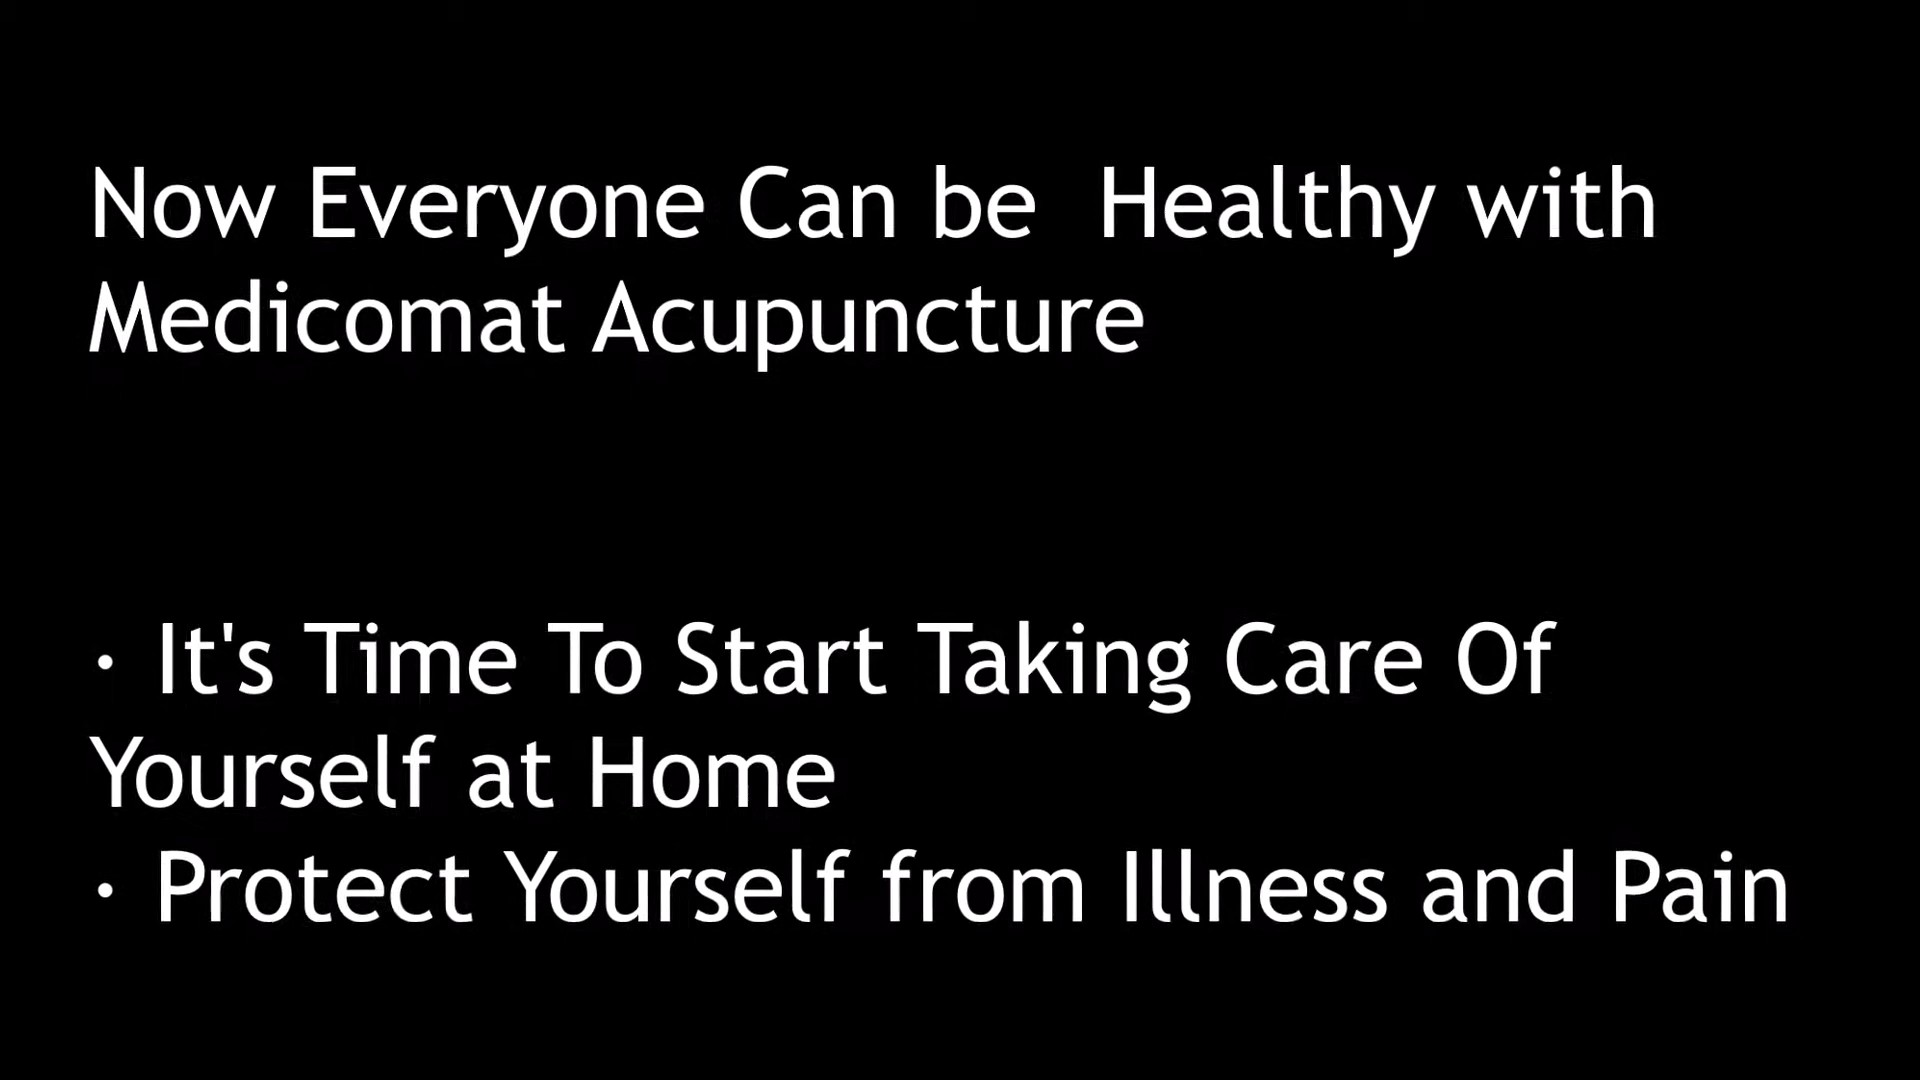 Now Everyone Can be  Healthy with
Medicomat Acupuncture
· It's Time To Start Taking Care Of
Yourself at Home
· Protect Yourself from Illness and Pain